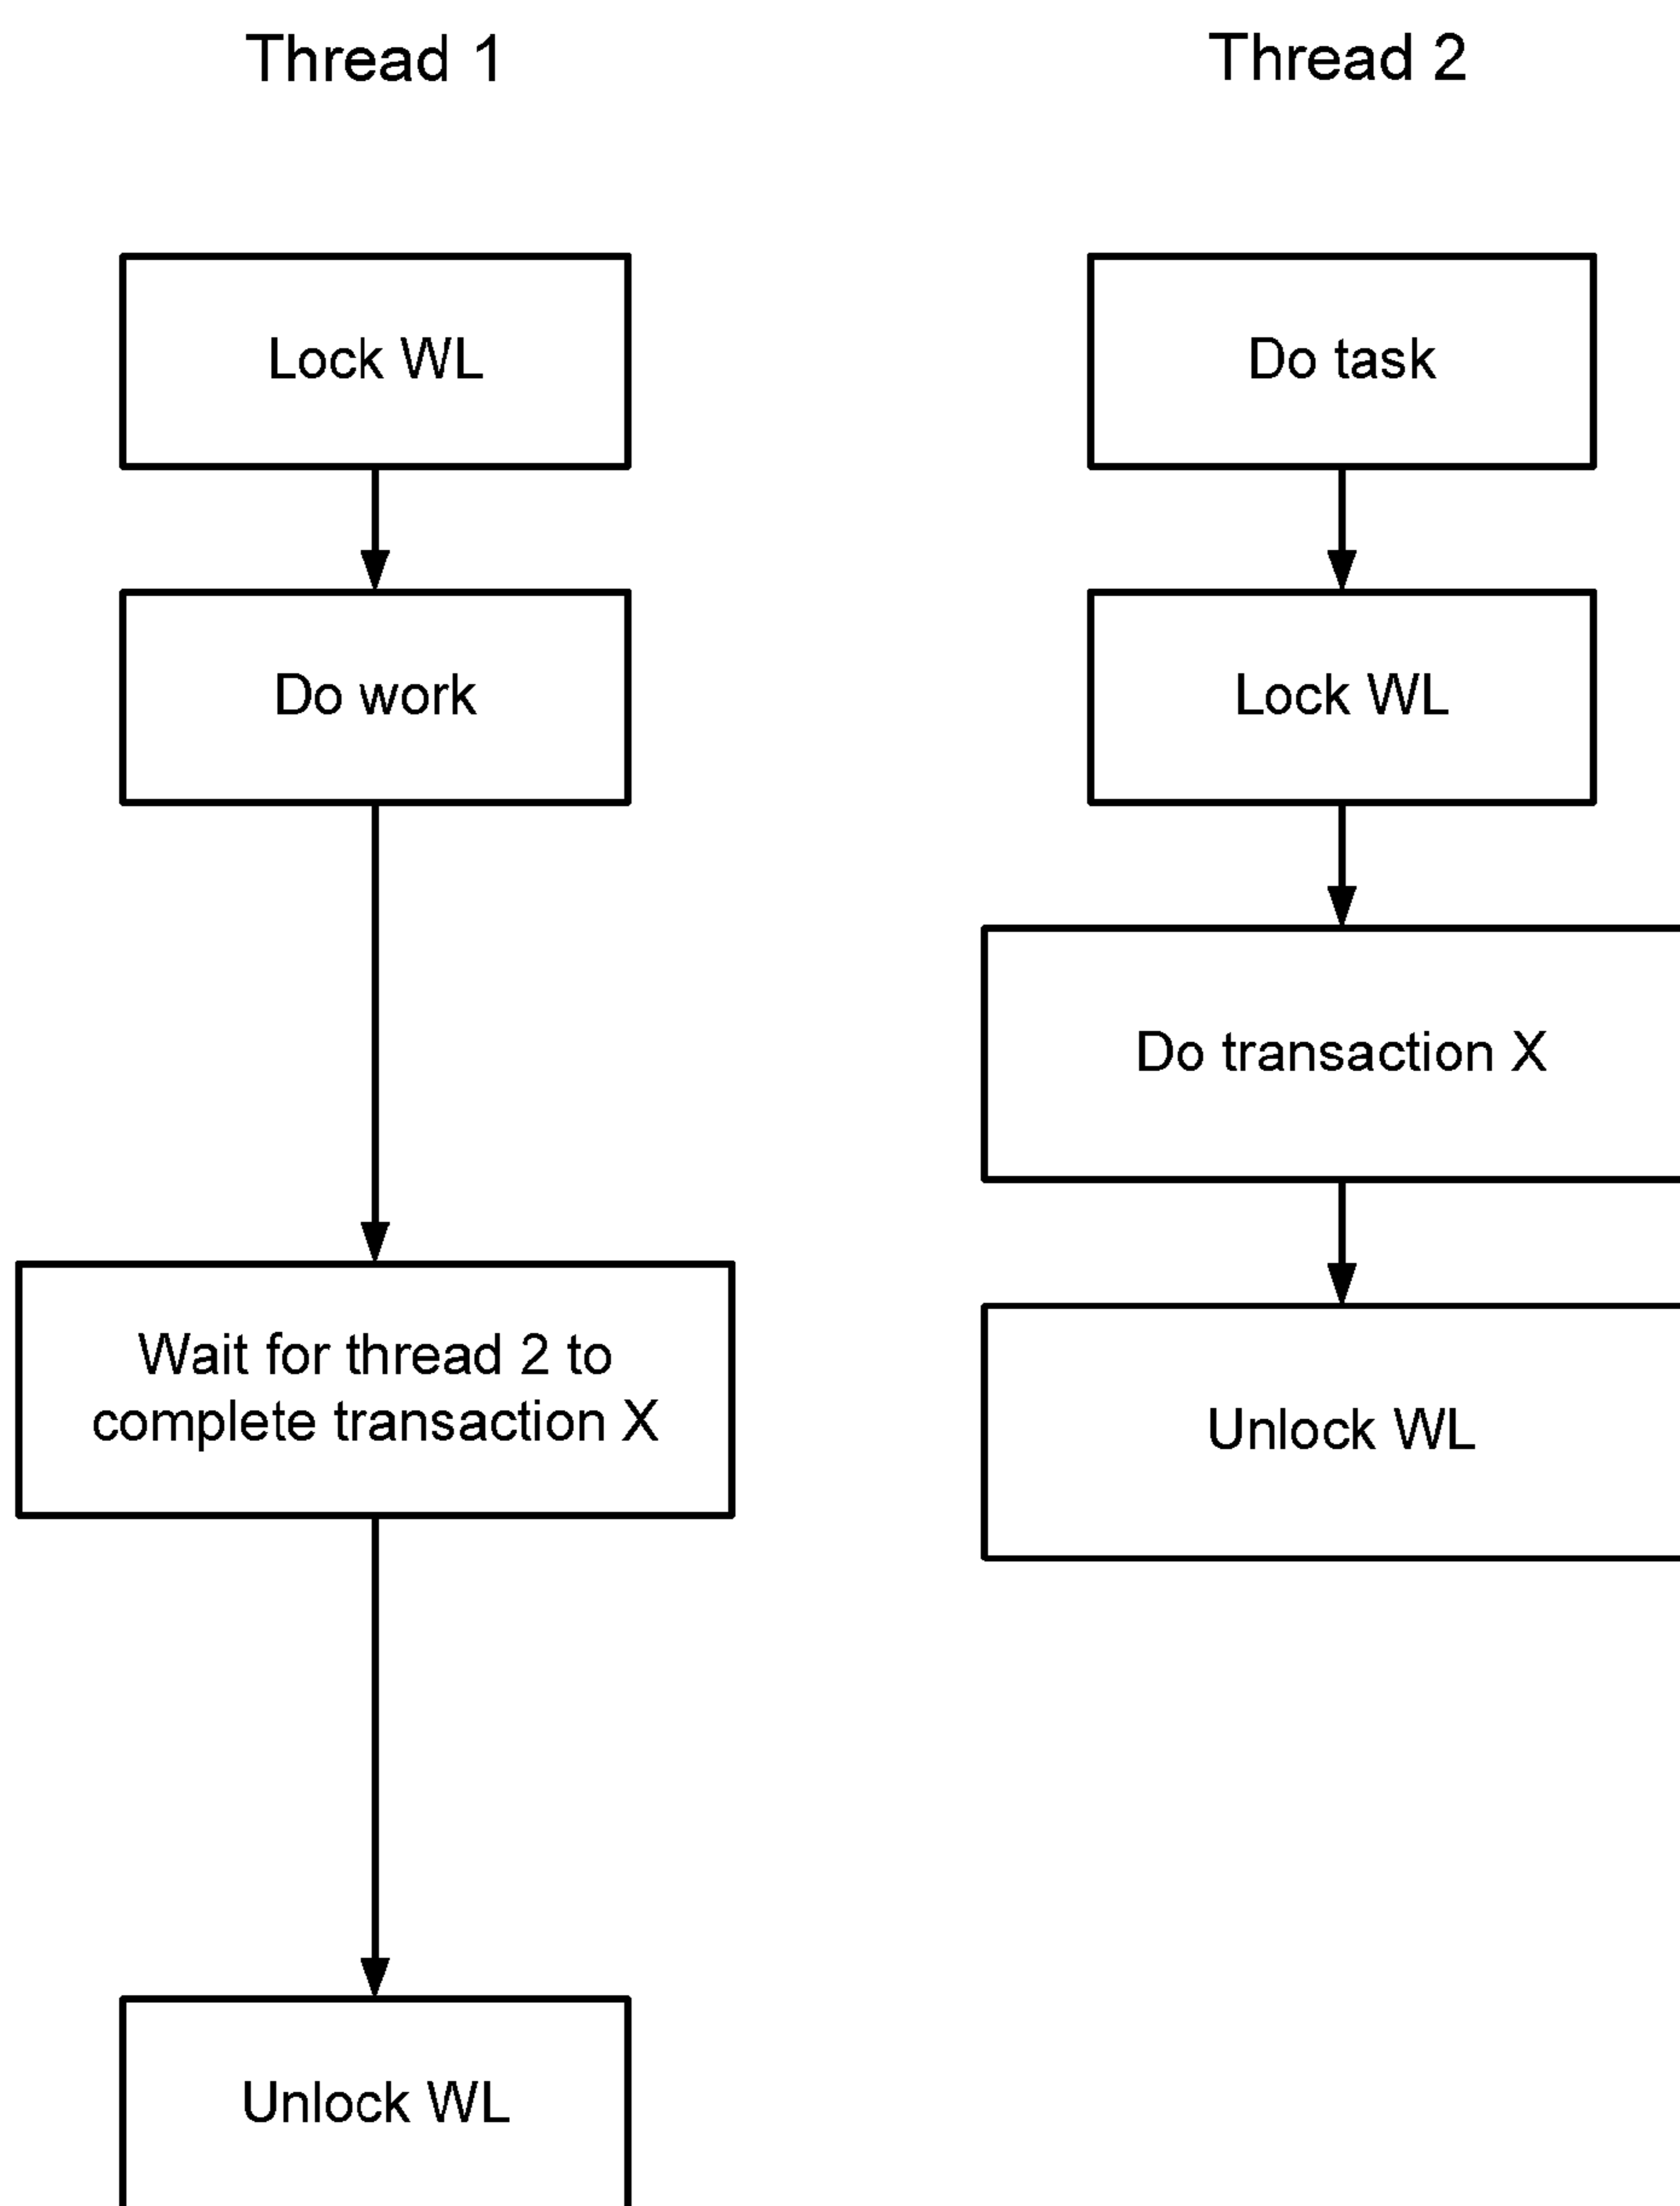 Thread 1
Thread 2
Lock WL
Do task
Do work
Lock WL
Do transaction X
Wait for thread 2 to
complete transaction X
Unlock WL
Unlock WL